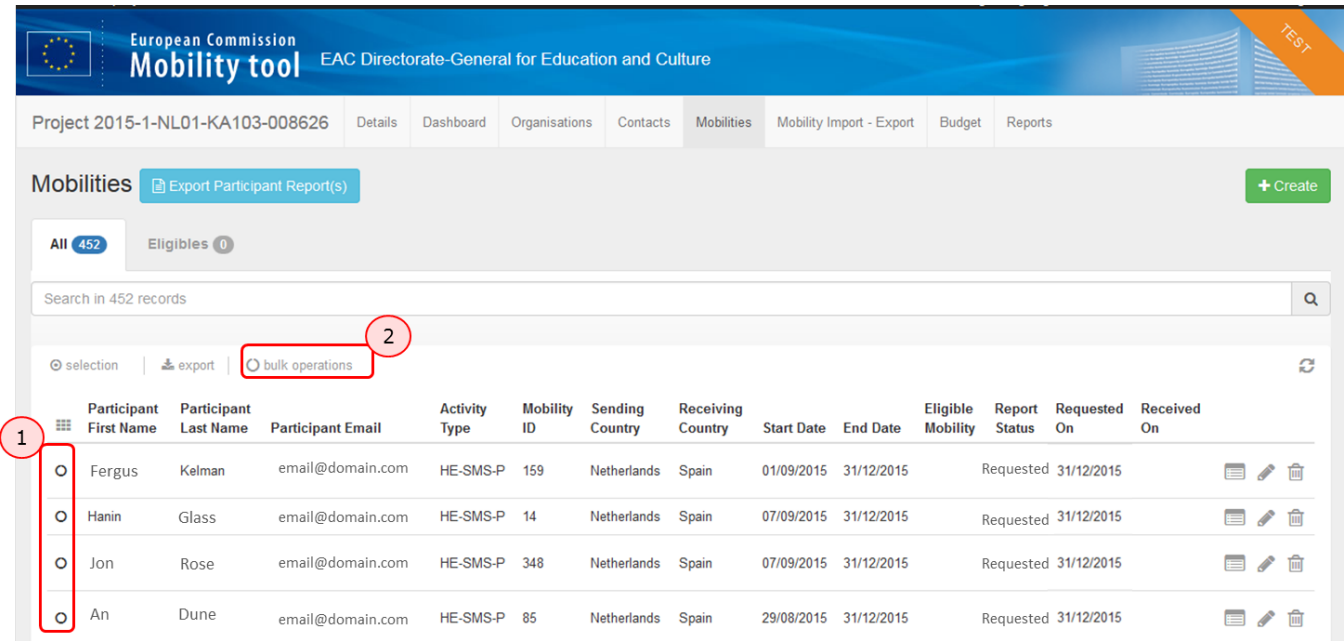 European Commission
Mobility tool EAC Directorate-General for Education and Culture
TEST
Project 2015-1-NL01-KA103-008626 Details Dashboard Organisations Contacts Mobilities Mobility Import - Export Budget Reports
Mobilities Export Participant Report(s) + Create
All 452 Eligibles 0
Search in 452 records
2
selection export bulk operations
Participant First Name Participant Last Name Participant Email Activity Type Mobility ID Sending Country Receiving Country Start Date End Date Eligible Mobility Report Status Requested On Received On
1
Fergus Kelman email@domain.com HE-SMS-P 159 Netherlands Spain 01/09/2015 31/12/2015 Requested 31/12/2015
Hanin Glass email@domain.com HE-SMS-P 14 Netherlands Spain 07/09/2015 31/12/2015 Requested 31/12/2015
Jon Rose email@domain.com HE-SMS-P 348 Netherlands Spain 07/09/2015 31/12/2015 Requested 31/12/2015
An Dune email@domain.com HE-SMS-P 85 Netherlands Spain 29/08/2015 31/12/2015 Requested 31/12/2015